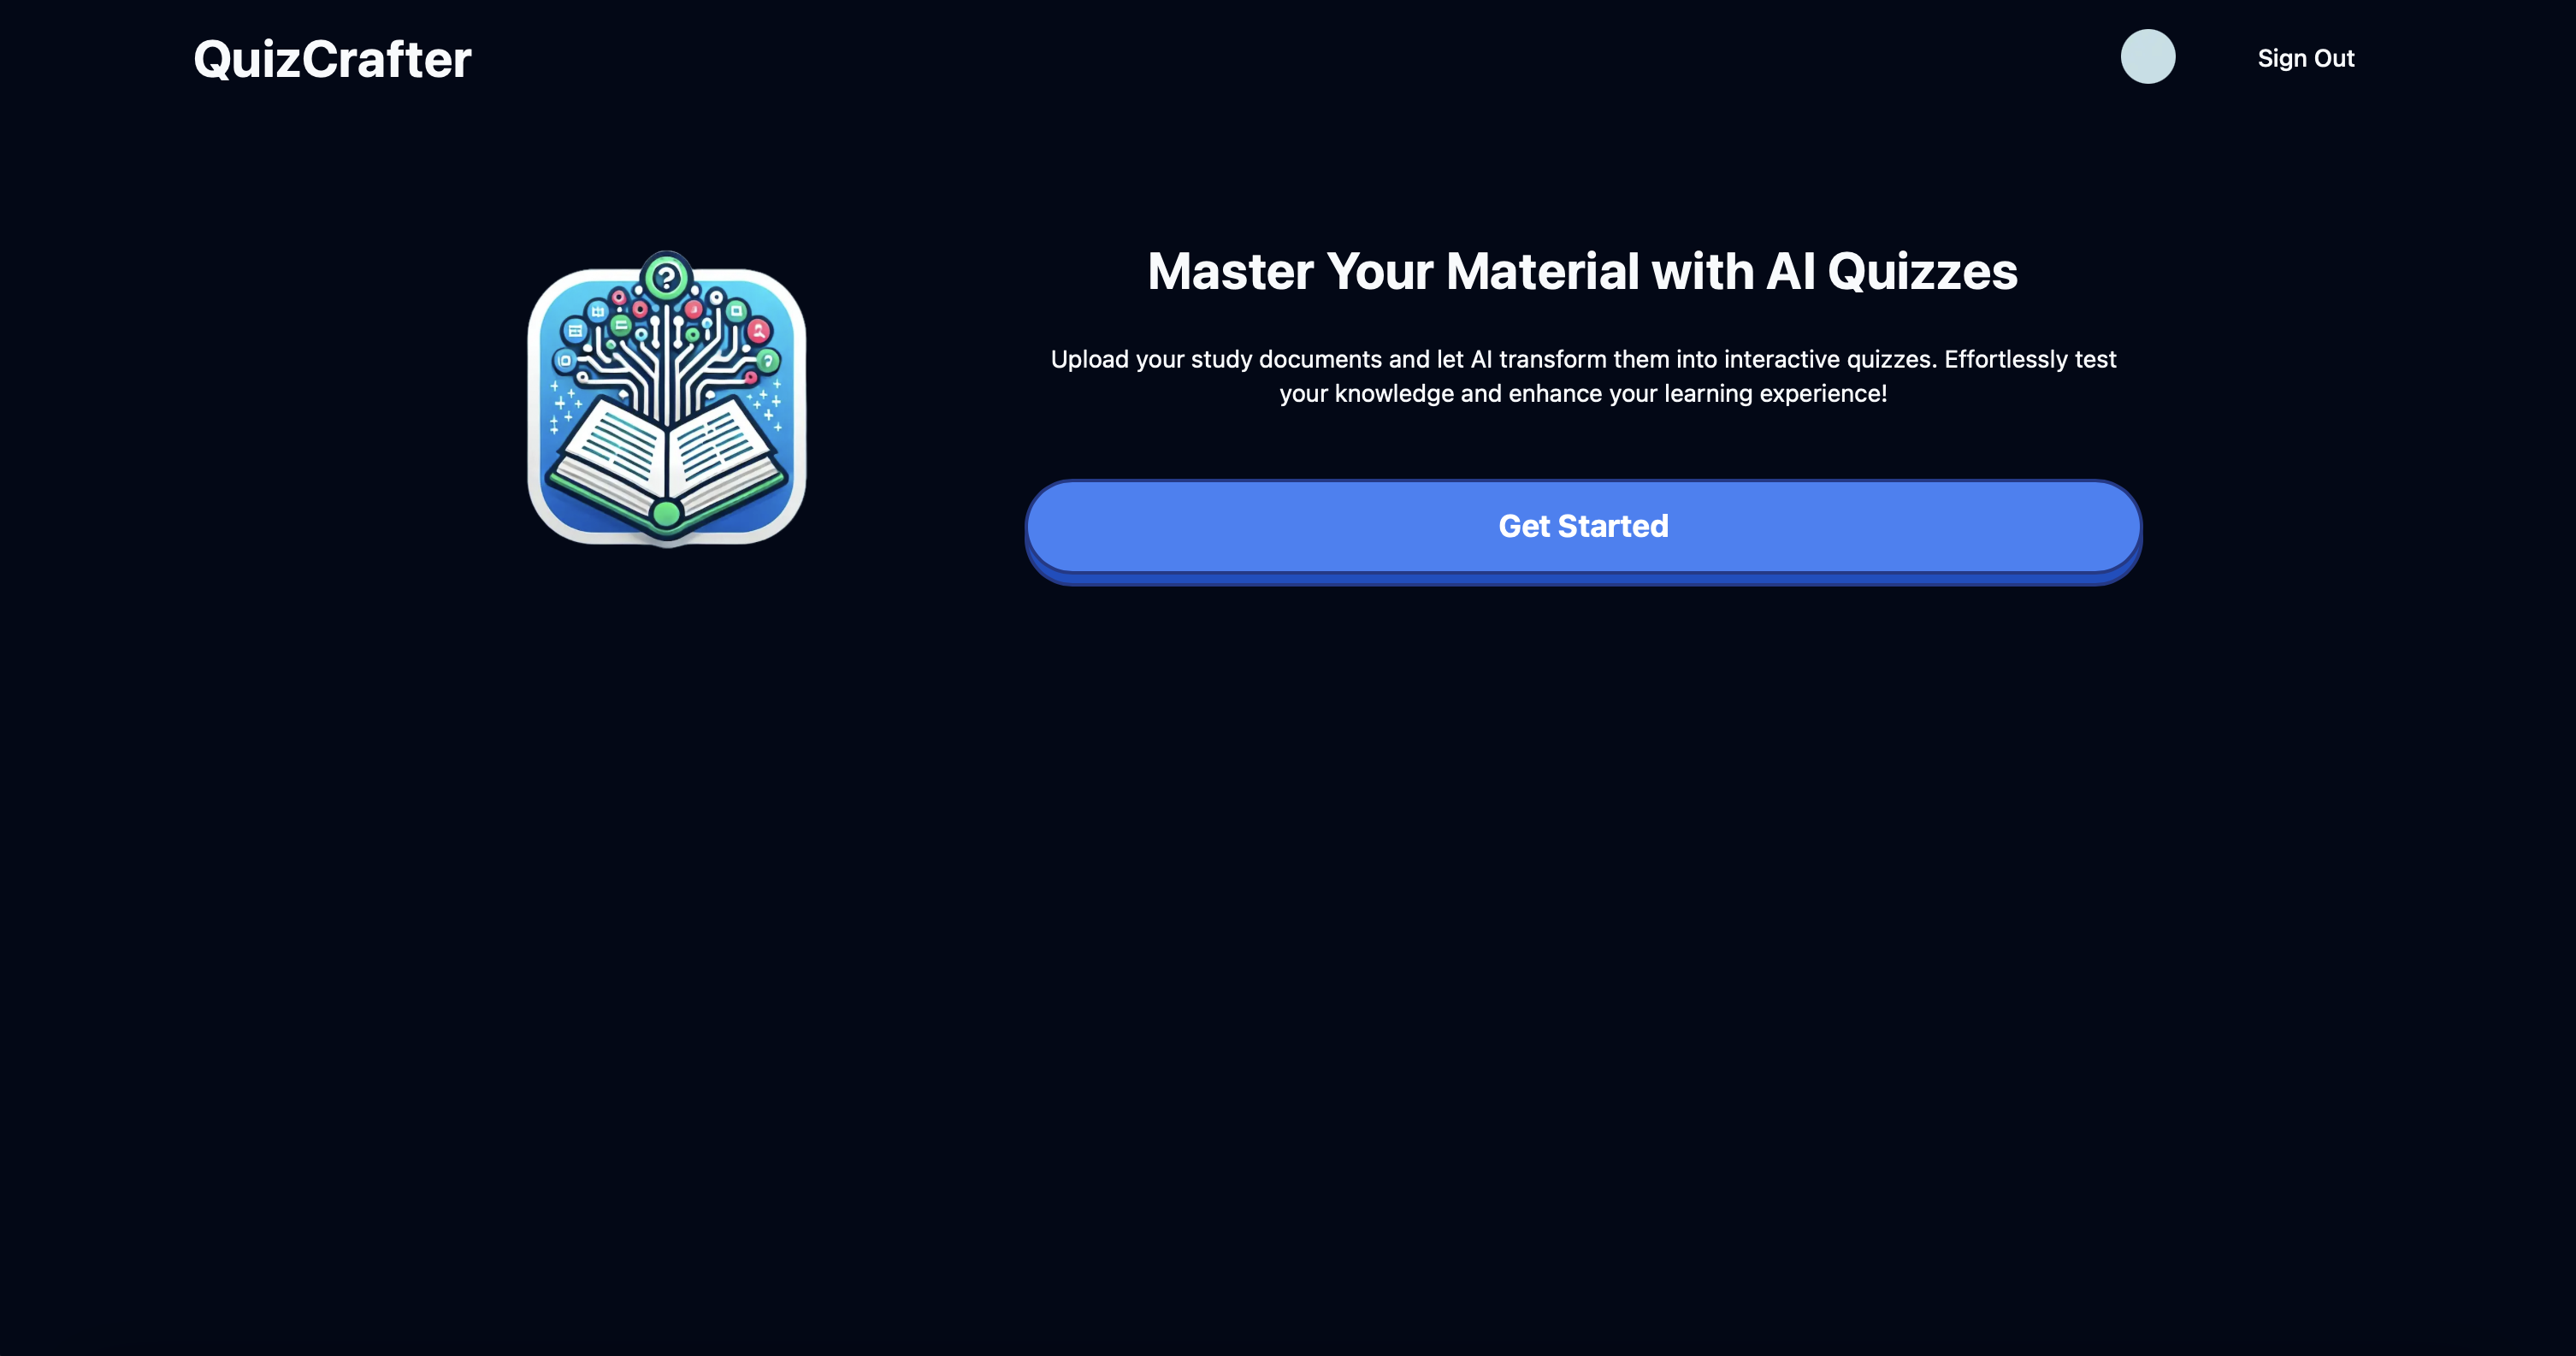 QuizCrafter
Sign Out
Master Your Material with AI Quizzes
Upload your study documents and let AI transform them into interactive quizzes. Effortlessly test
your knowledge and enhance your learning experience!
Get Started